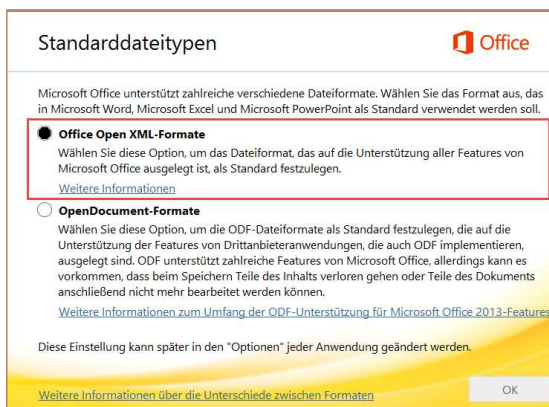 Standarddateitypen
Office
Microsoft Office unterstützt zahlreiche verschiedene Dateiformate. Wählen Sie das Format aus, das
in Microsoft Word, Microsoft Excel und Microsoft PowerPoint als Standard verwendet werden soll.
Office Open XML-Formate
Wählen Sie diese Option, um das Dateiformat, das auf die Unterstützung aller Features von
Microsoft Office ausgelegt ist, als Standard festzulegen.
Weitere Informationen
OpenDocument-Formate
Wählen Sie diese Option, um die ODF-Dateiformate als Standard festzulegen, die auf die
Unterstützung der Features von Drittanbieteranwendungen, die auch ODF implementieren,
ausgelegt sind. ODF unterstützt zahlreiche Features von Microsoft Office, allerdings kann es
vorkommen, dass beim Speichern Teile des Inhalts verloren gehen oder Teile des Dokuments
anschließend nicht mehr bearbeitet werden können.
Weitere Informationen zum Umfang der ODF-Unterstützung für Microsoft Office 2013-Features
Diese Einstellung kann später in den "Optionen" jeder Anwendung geändert werden.
Weitere Informationen über die Unterschiede zwischen Formaten
OK